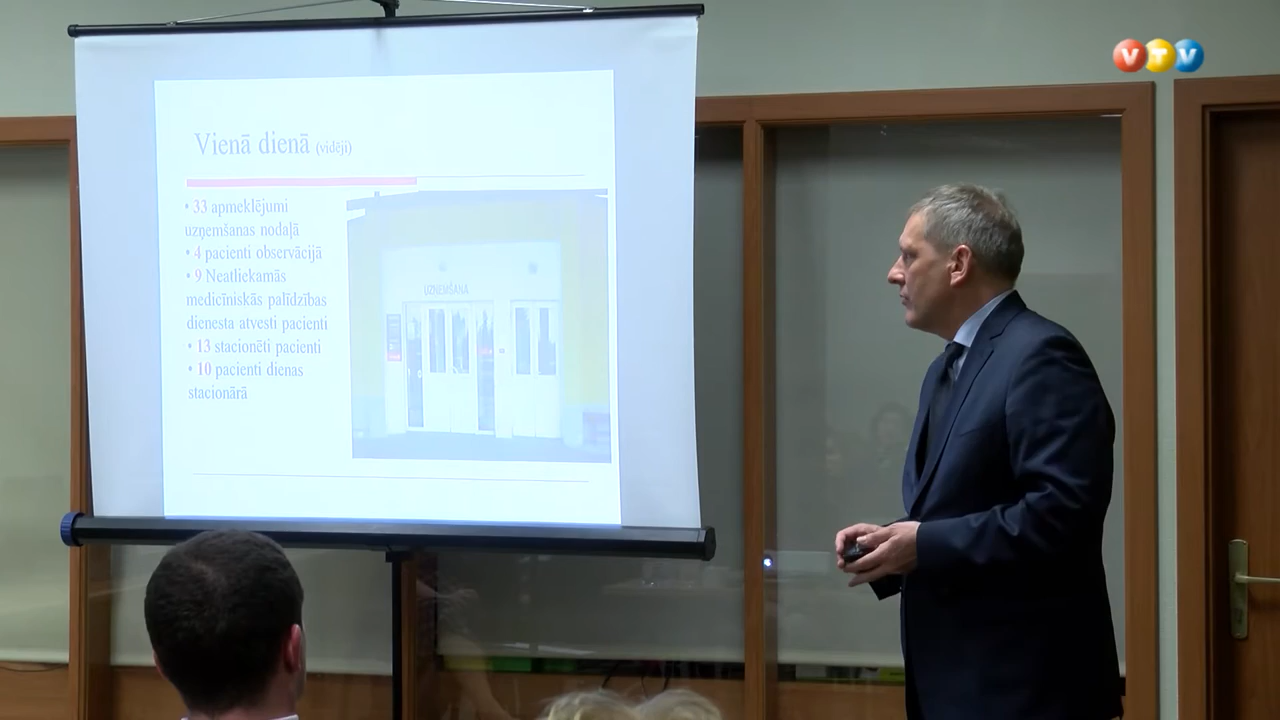 VTV
Vienā dienā (vidēji)
• 33 apmeklējumi
uzņemšanas nodaļā
• 4 pacienti observācijā
• 9 Neatliekamās
medicīniskās palīdzības
dienesta atvesti pacienti
• 13 stacionēti pacienti
• 10 pacienti dienas
stacionārā
UZŅEMŠANA